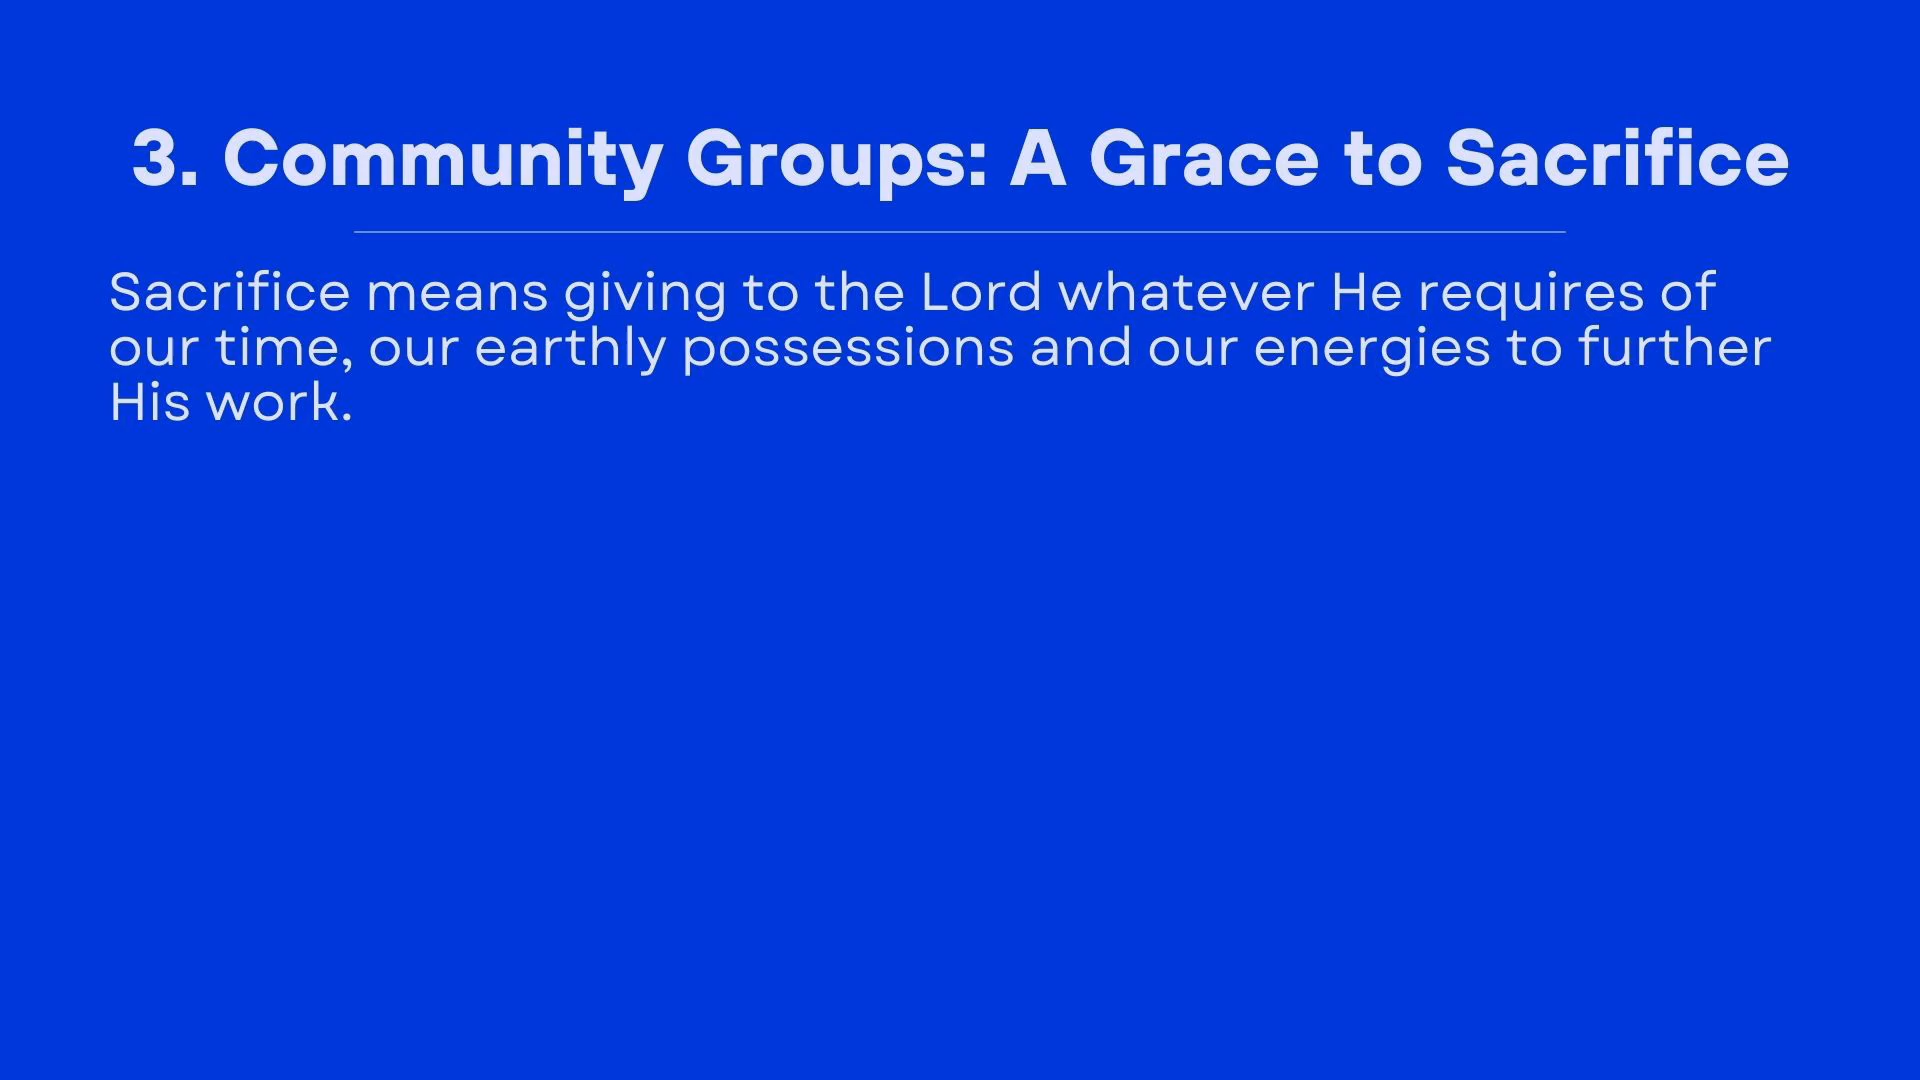 3. Community Groups: A Grace to Sacrifice
Sacrifice means giving to the Lord whatever He requires of
our time, our earthly possessions and our energies to further
His work.